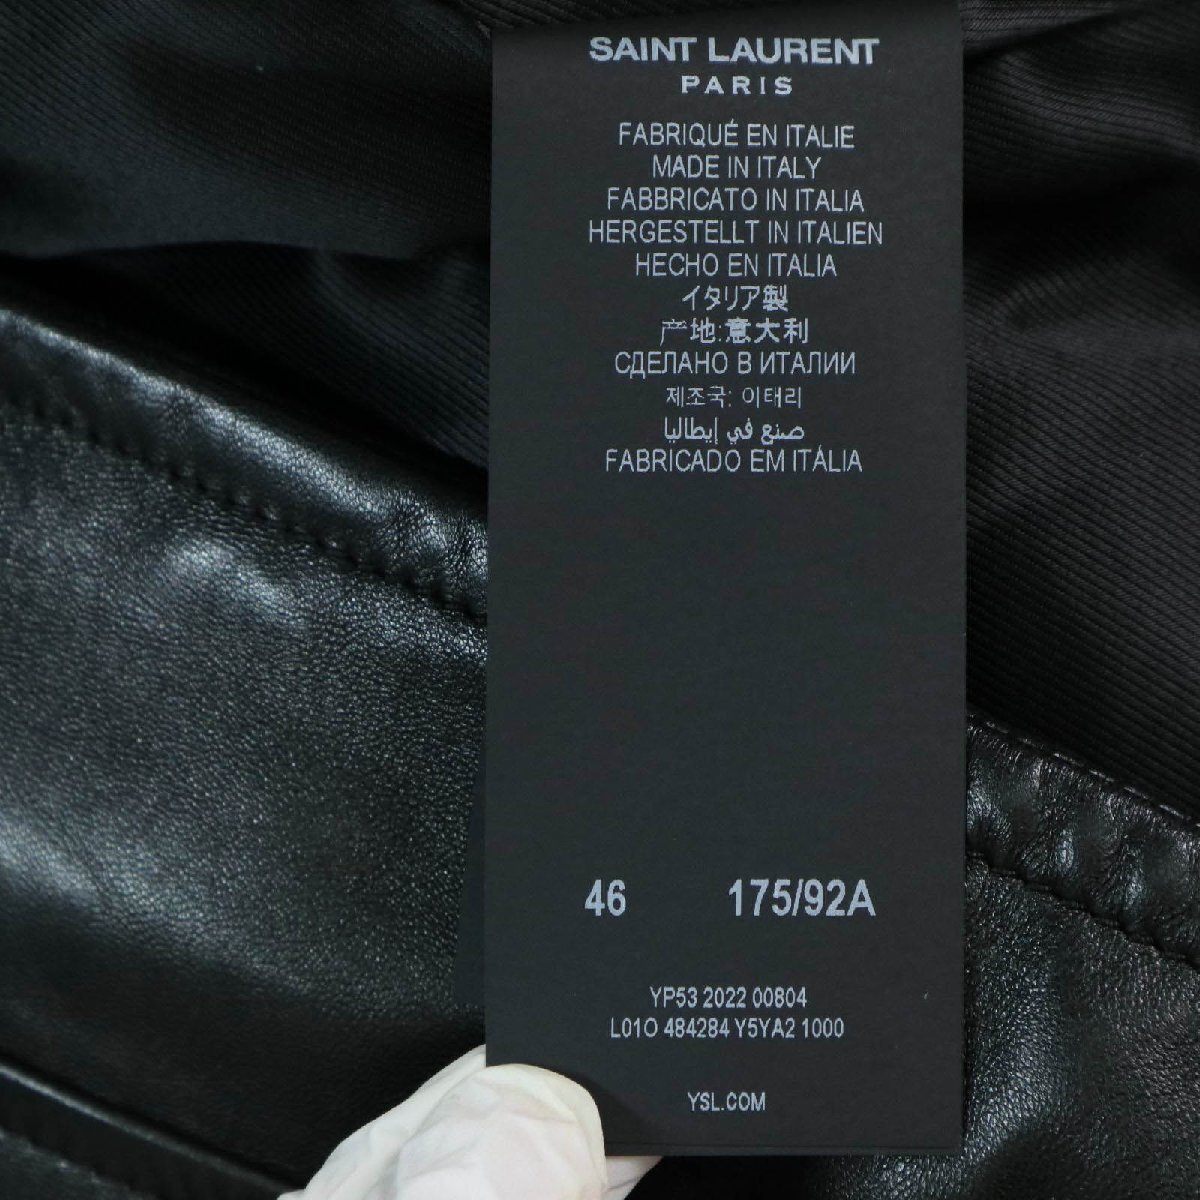 SAINT LAURENT
PARIS
FABRIQUÉ EN ITALIE
MADE IN ITALY
FABBRICATO IN ITALIA
HERGESTELLT IN ITALIEN
HECHO EN ITALIA
イタリア製
产地:意大利
СДЕЛАНО В ИТАЛИИ
제조국: 이태리
صنع في إيطاليا
FABRICADO EM ITÁLIA
46 175/92A
YP53 2022 00804
L01O 484284 Y5YA2 1000
YSL.COM